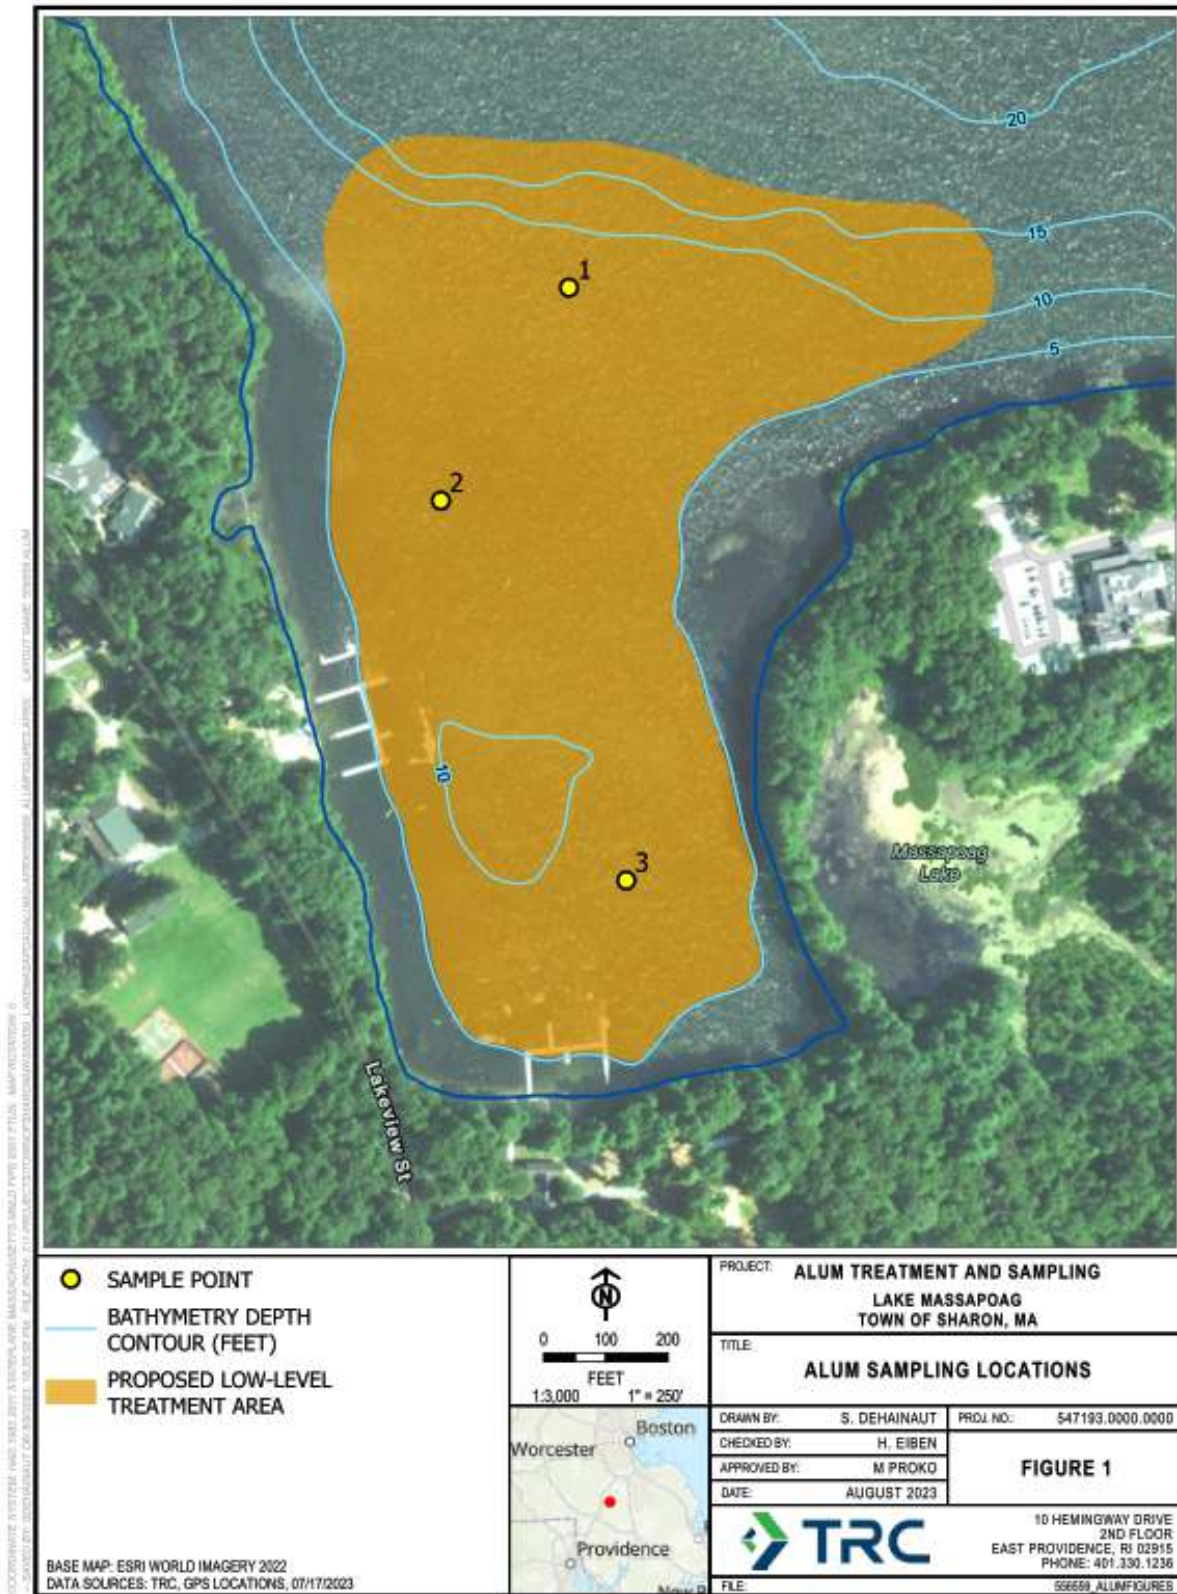 20
15
10
5
1
2
10
3
Massapoag
Lake
Lakeview St
SAMPLE POINT
BATHYMETRY DEPTH
CONTOUR (FEET)
PROPOSED LOW-LEVEL
TREATMENT AREA
BASE MAP: ESRI WORLD IMAGERY 2022
DATA SOURCES: TRC, GPS LOCATIONS, 07/17/2023
N
0 100 200
FEET
1:3,000 1" = 250'
Boston
Worcester
Providence
New B
PROJECT: ALUM TREATMENT AND SAMPLING
LAKE MASSAPOAG
TOWN OF SHARON, MA
TITLE:
ALUM SAMPLING LOCATIONS
DRAWN BY: S. DEHAINAUT PROJ. NO.: 547193.0000.0000
CHECKED BY: H. EIBEN
APPROVED BY: M PROKO
DATE: AUGUST 2023
FIGURE 1
TRC
10 HEMINGWAY DRIVE
2ND FLOOR
EAST PROVIDENCE, RI 02915
PHONE: 401.330.1236
FILE: 556559_ALUMFIGURES